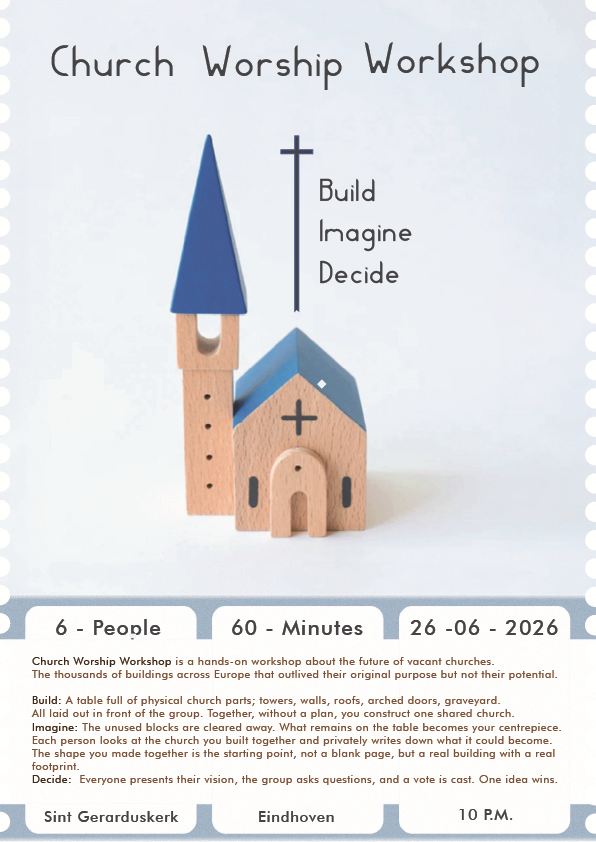 Church Worship Workshop
Build
Imagine
Decide
6 - People
60 - Minutes
26 -06 - 2026
Church Worship Workshop is a hands-on workshop about the future of vacant churches.
The thousands of buildings across Europe that outlived their original purpose but not their potential.
Build: A table full of physical church parts; towers, walls, roofs, arched doors, graveyard.
All laid out in front of the group. Together, without a plan, you construct one shared church.
Imagine: The unused blocks are cleared away. What remains on the table becomes your centrepiece.
Each person looks at the church you built together and privately writes down what it could become.
The shape you made together is the starting point, not a blank page, but a real building with a real
footprint.
Decide: Everyone presents their vision, the group asks questions, and a vote is cast. One idea wins.
Sint Gerarduskerk
Eindhoven
10 P.M.